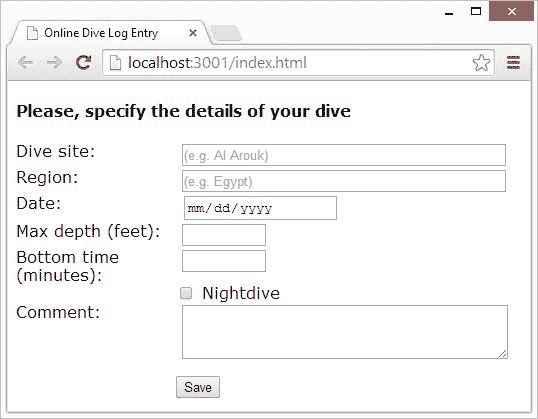 Online Dive Log Entry
localhost:3001/index.html
Please, specify the details of your dive
Dive site: (e.g. Al Arouk)
Region: (e.g. Egypt)
Date: mm/dd/yyyy
Max depth (feet):
Bottom time
(minutes):
Nightdive
Comment:
Save